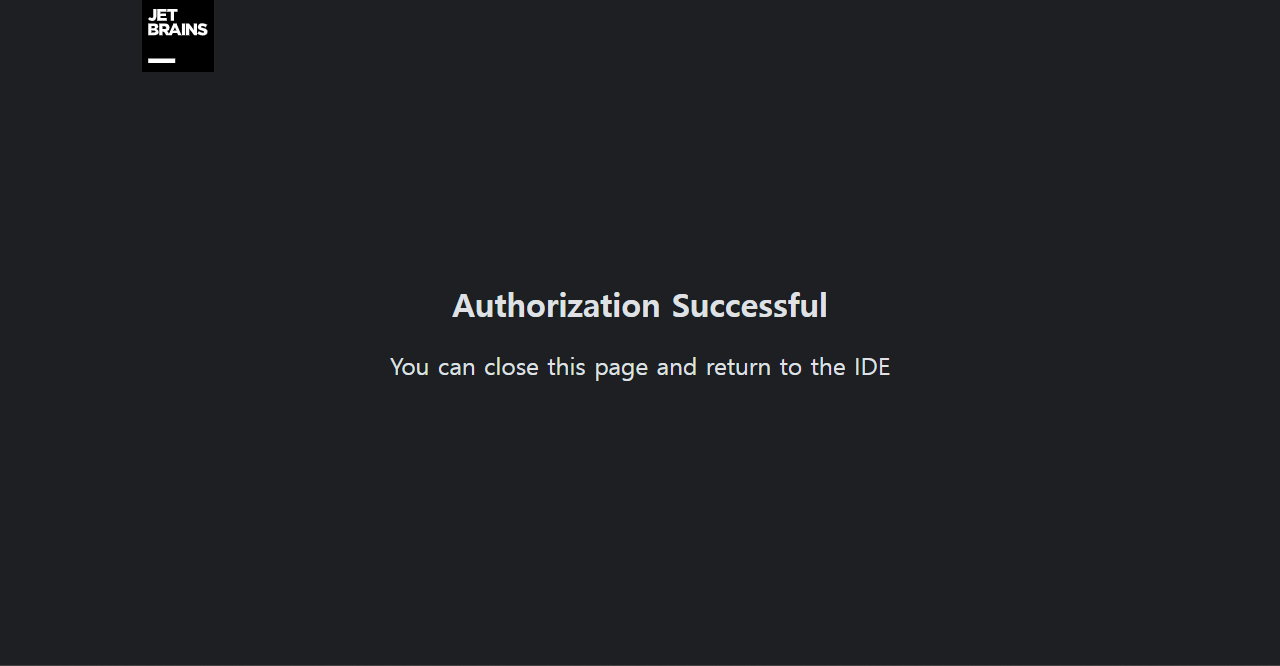 JET
BRAINS
Authorization Successful
You can close this page and return to the IDE